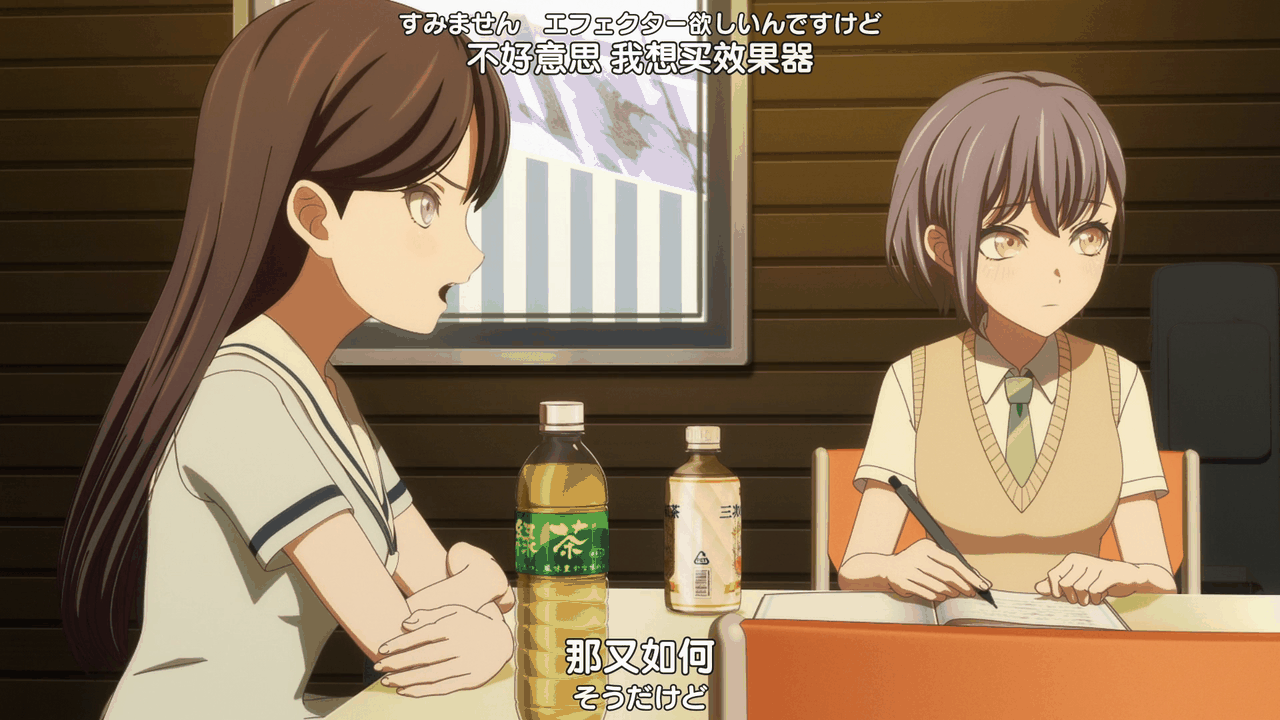 すみません　エフェクター欲しいんですけど
不好意思 我想买效果器
緑茶
茶
三次
那又如何
そうだけど